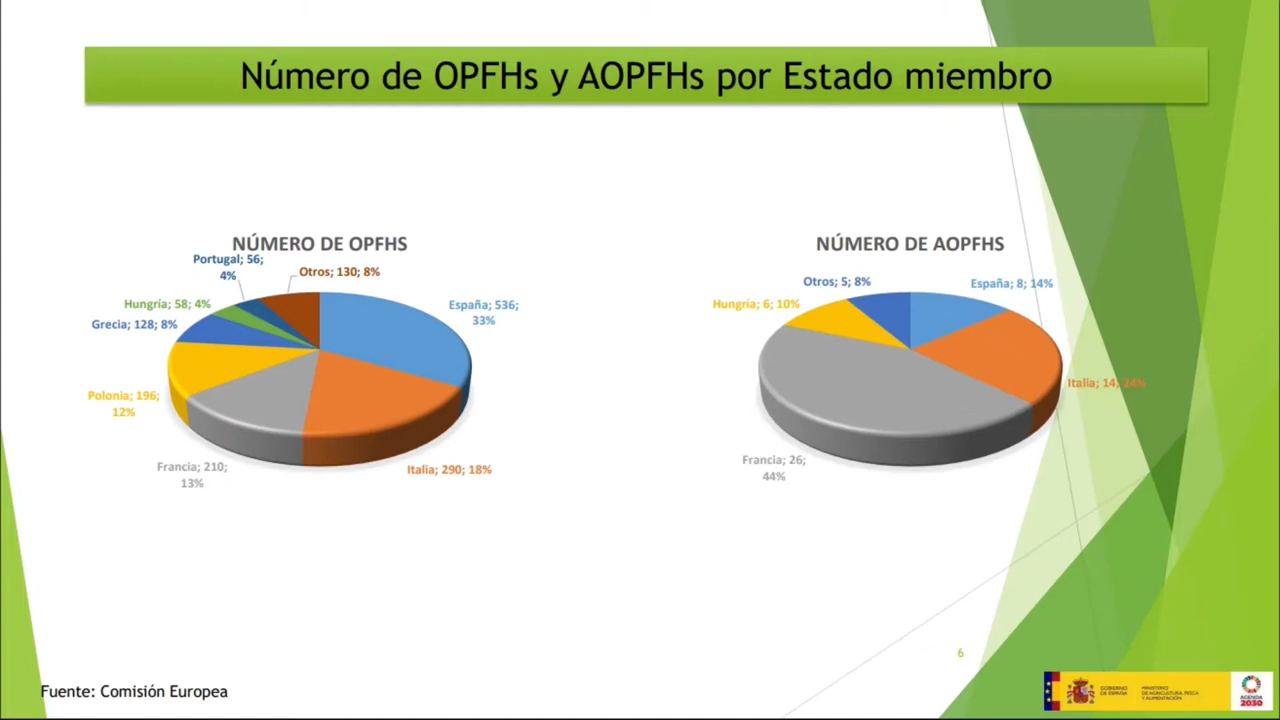 Número de OPFHs y AOPFHs por Estado miembro
NÚMERO DE OPFHS
Portugal; 56;
4%
Otros; 130; 8%
España; 536;
33%
Hungría; 58; 4%
Grecia; 128; 8%
Polonia; 196;
12%
Francia; 210;
13%
Italia; 290; 18%
NÚMERO DE AOPFHS
Otros; 5; 8%
España; 8; 14%
Hungría; 6; 10%
Italia; 14; 24%
Francia; 26;
44%
6
Fuente: Comisión Europea
GOBIERNO
DE ESPAÑA
MINISTERIO
DE AGRICULTURA, PESCA
Y ALIMENTACIÓN
AGENDA
2030